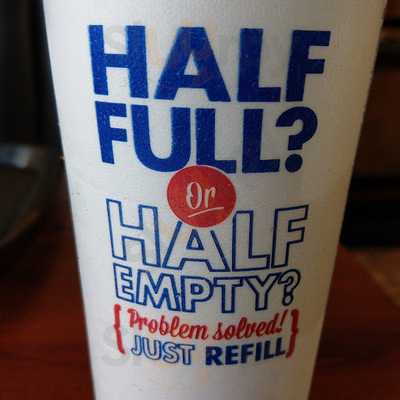 HALF
FULL?
Or
HALF
EMPTY?
{Problem solved!
JUST REFILL}